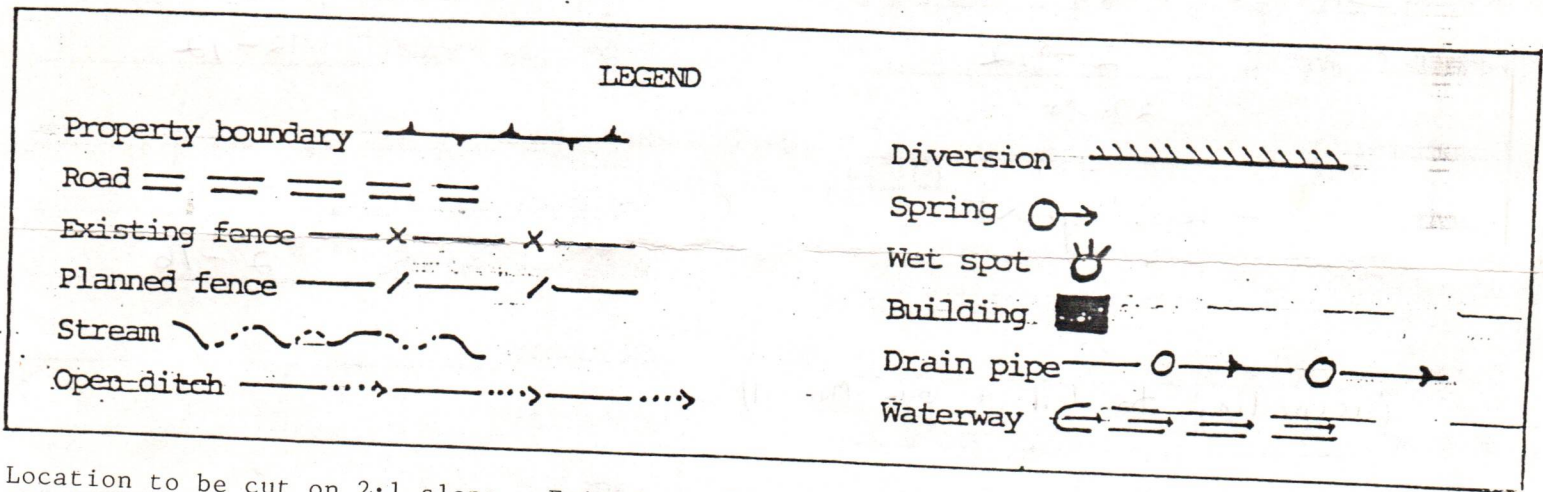 LEGEND
Property boundary
Road
Existing fence
Planned fence
Stream
Open ditch
Diversion
Spring
Wet spot
Building
Drain pipe
Waterway
Location to be cut on 2:1 slope